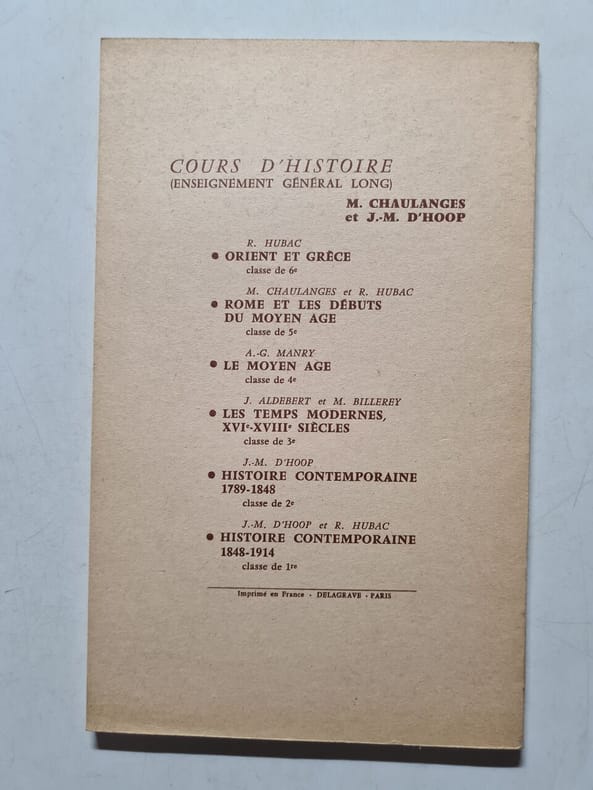 COURS D'HISTOIRE
(ENSEIGNEMENT GÉNÉRAL LONG)
M. CHAULANGES
et J.-M. D'HOOP
R. HUBAC
• ORIENT ET GRÈCE
classe de 6e
M. CHAULANGES et R. HUBAC
• ROME ET LES DÉBUTS
DU MOYEN AGE
classe de 5e
A.-G. MANRY
• LE MOYEN AGE
classe de 4e
J. ALDEBERT et M. BILLEREY
• LES TEMPS MODERNES,
XVIe-XVIIIe SIÈCLES
classe de 3e
J.-M. D'HOOP
• HISTOIRE CONTEMPORAINE
1789-1848
classe de 2e
J.-M. D'HOOP et R. HUBAC
• HISTOIRE CONTEMPORAINE
1848-1914
classe de 1re
Imprimé en France - DELAGRAVE - PARIS